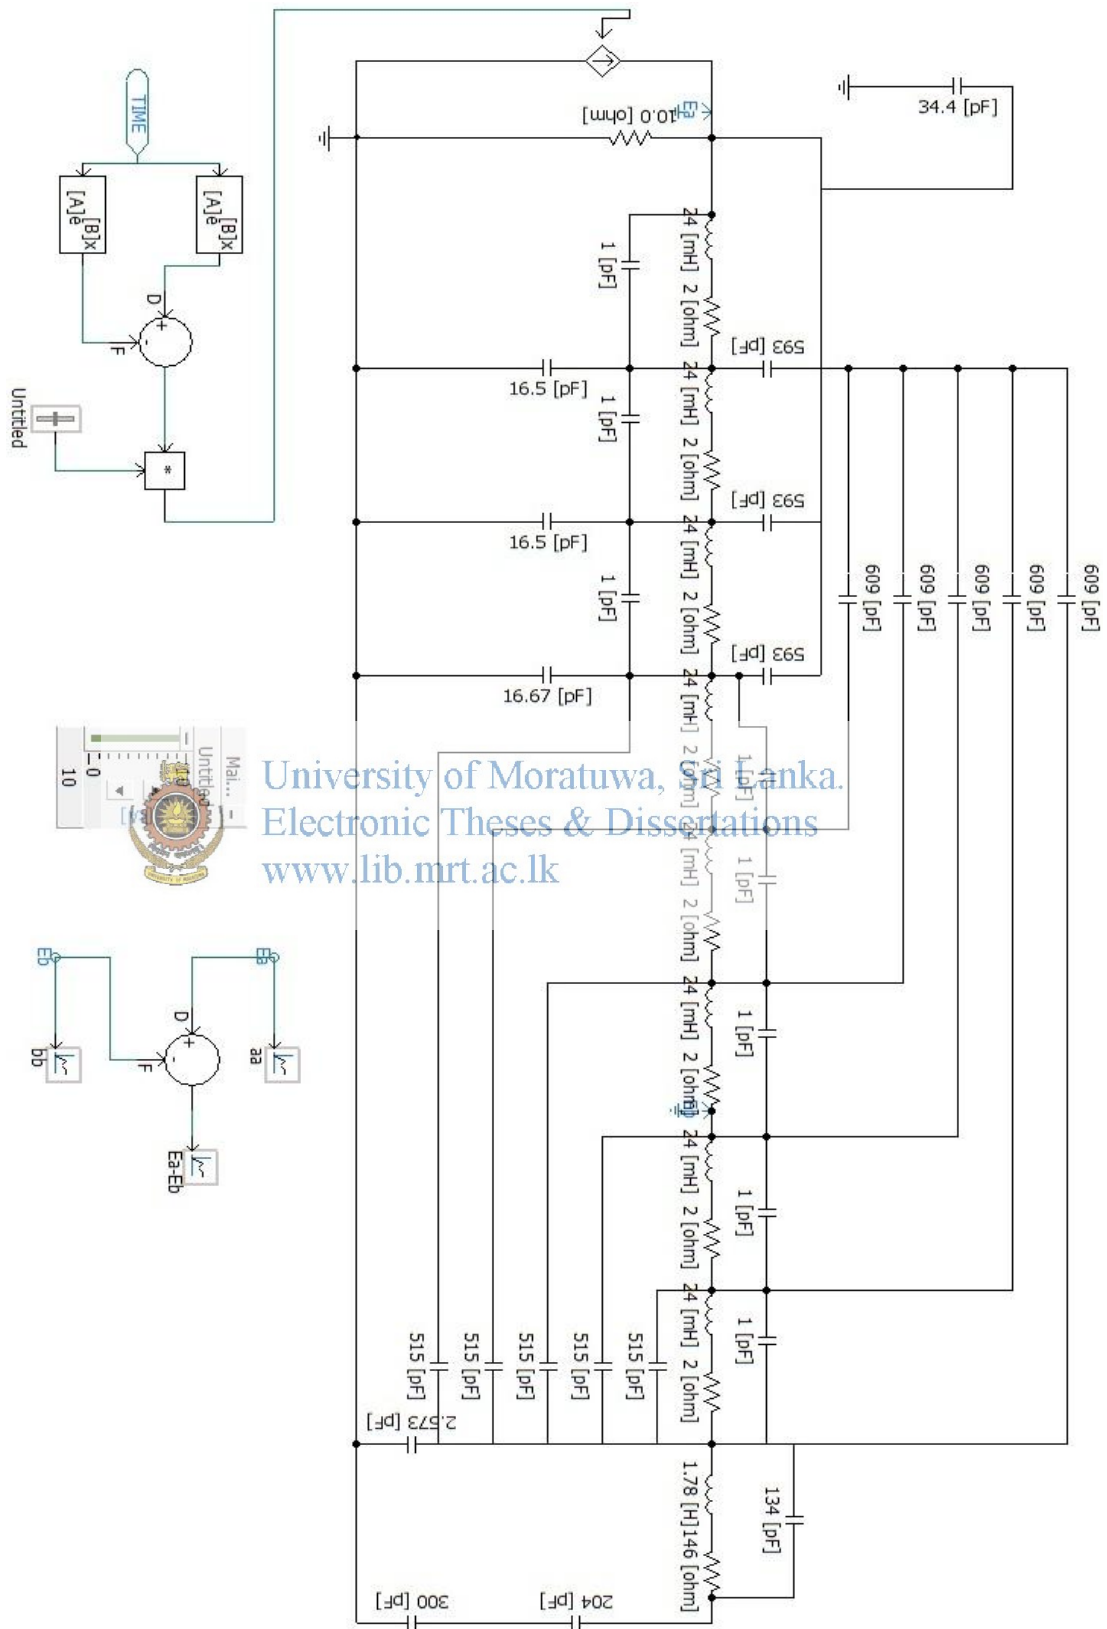 34.4 [pF]
Ea
10.0 [ohm]
TIME
[B]x
[A]e
[B]x
[A]e
D
+
-
F
*
Untitled
24 [mH] 2 [ohm]
24 [mH] 2 [ohm]
24 [mH] 2 [ohm]
24 [mH] 2 [ohm]
24 [mH] 2 [ohm]
24 [mH] 2 [ohm]
24 [mH] 2 [ohm]
24 [mH] 2 [ohm]
1 [pF]
1 [pF]
1 [pF]
593 [pF]
593 [pF]
593 [pF]
16.5 [pF]
16.5 [pF]
16.67 [pF]
609 [pF]
609 [pF]
609 [pF]
609 [pF]
609 [pF]
1 [pF]
1 [pF]
1 [pF]
1 [pF]
1 [pF]
Mai...
Untitled
10
0
University of Moratuwa, Sri Lanka.
Electronic Theses & Dissertations
www.lib.mrt.ac.lk
Eb
Ea
Eb
D
+
-
F
aa
bb
Ea-Eb
515 [pF]
515 [pF]
515 [pF]
515 [pF]
515 [pF]
2.573 [pF]
1.78 [H]
146 [ohm]
134 [pF]
300 [pF]
204 [pF]